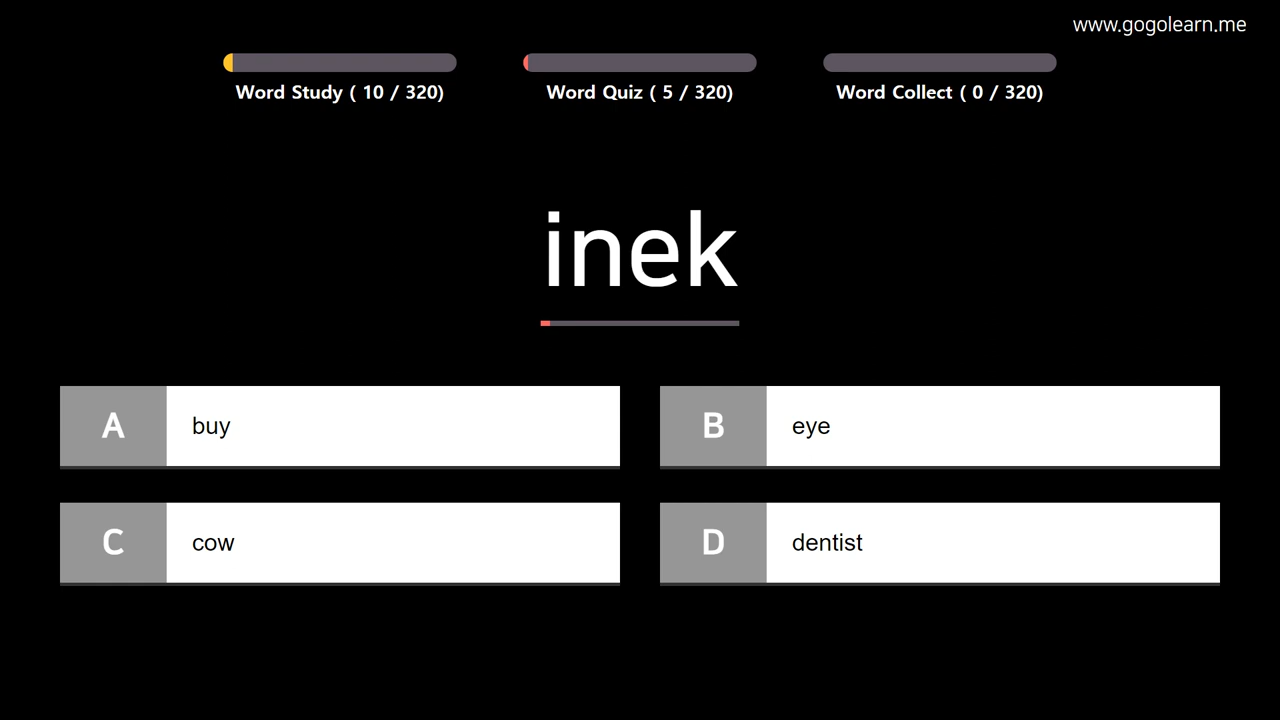 www.gogolearn.me
Word Study ( 10 / 320)
Word Quiz ( 5 / 320)
Word Collect ( 0 / 320)
inek
A buy
B eye
C cow
D dentist